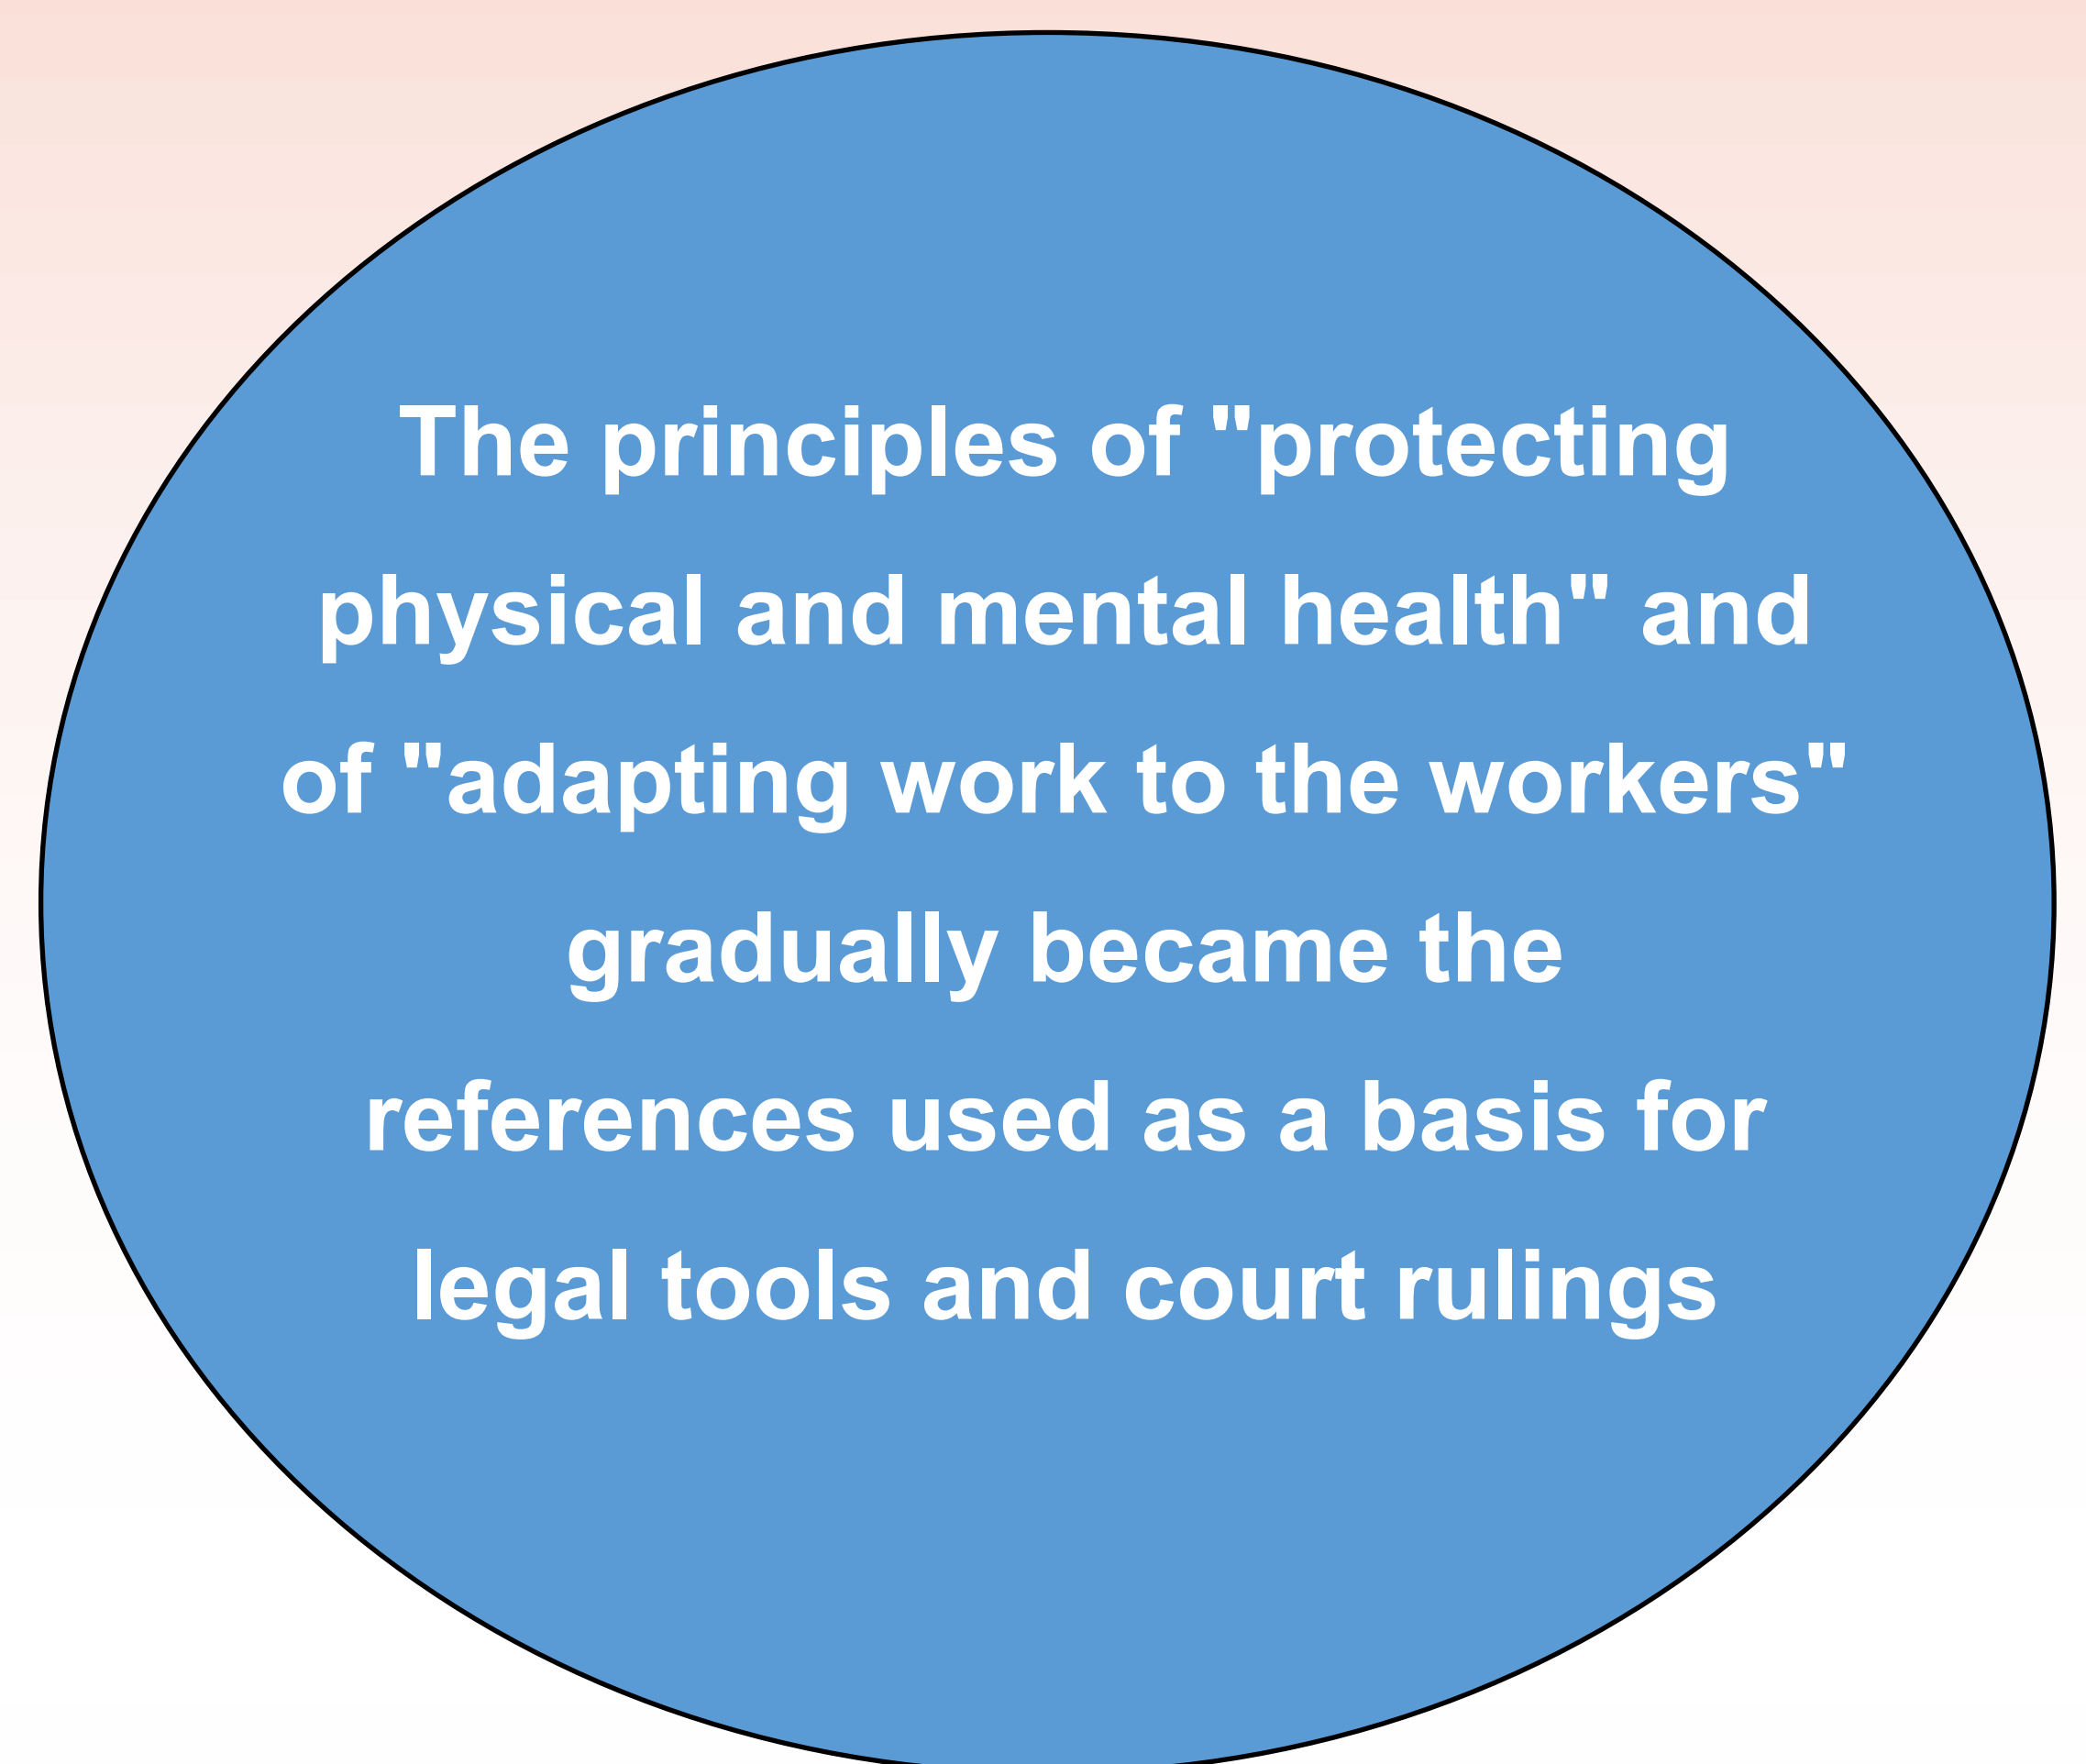 The principles of "protecting
physical and mental health" and
of "adapting work to the workers"
gradually became the
references used as a basis for
legal tools and court rulings